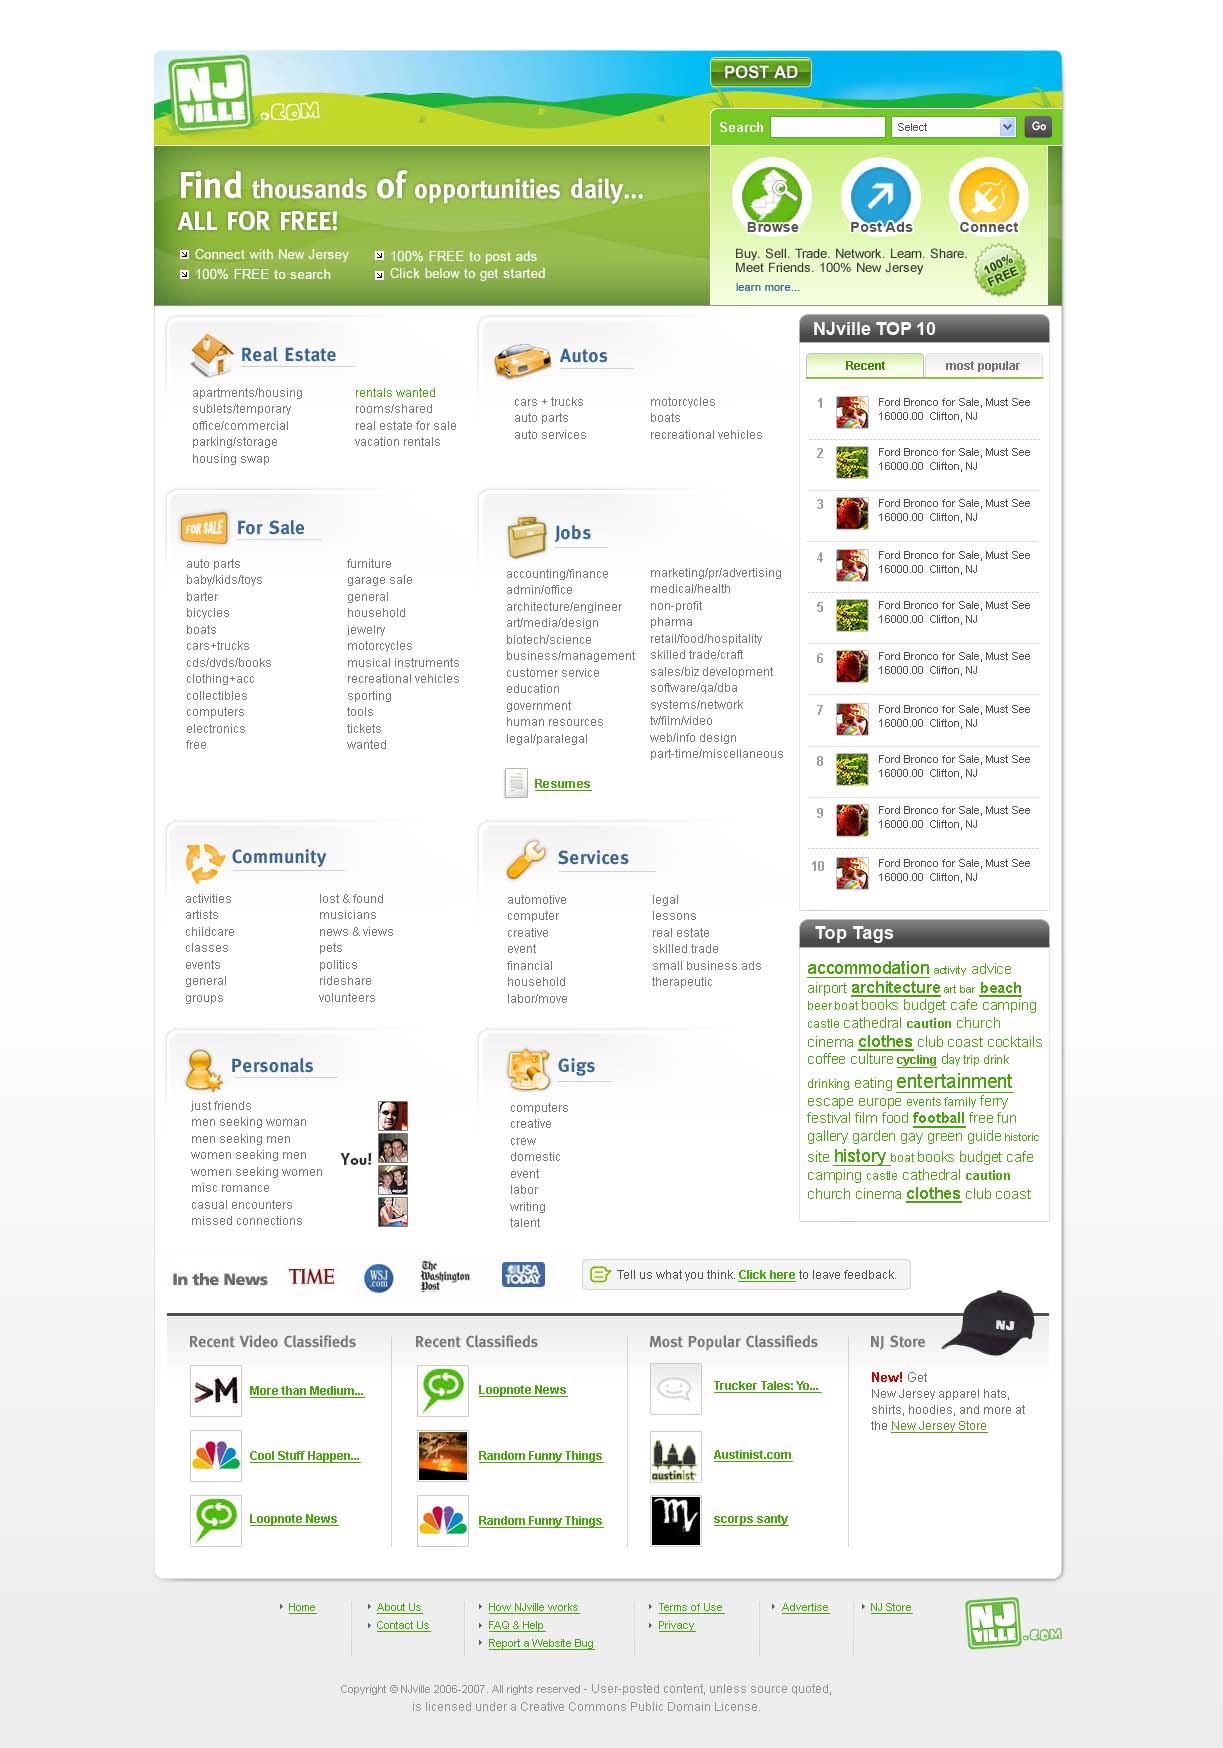 NJ
VILLE
.COM
POST AD
Search
Select
Go
Find thousands of opportunities daily...
ALL FOR FREE!
Connect with New Jersey
100% FREE to search
100% FREE to post ads
Click below to get started
Browse
Post Ads
Connect
Buy. Sell. Trade. Network. Learn. Share.
Meet Friends. 100% New Jersey
learn more...
100%
FREE
Real Estate
apartments/housing
sublets/temporary
office/commercial
parking/storage
housing swap
rentals wanted
rooms/shared
real estate for sale
vacation rentals
Autos
cars + trucks
auto parts
auto services
motorcycles
boats
recreational vehicles
FOR SALE
For Sale
auto parts
baby/kids/toys
barter
bicycles
boats
cars+trucks
cds/dvds/books
clothing+acc
collectibles
computers
electronics
free
furniture
garage sale
general
household
jewelry
motorcycles
musical instruments
recreational vehicles
sporting
tools
tickets
wanted
Jobs
accounting/finance
admin/office
architecture/engineer
art/media/design
biotech/science
business/management
customer service
education
government
human resources
legal/paralegal
marketing/pr/advertising
medical/health
non-profit
pharma
retail/food/hospitality
skilled trade/craft
sales/biz development
software/qa/dba
systems/network
tv/film/video
web/info design
part-time/miscellaneous
Resumes
Community
activities
artists
childcare
classes
events
general
groups
lost & found
musicians
news & views
pets
politics
rideshare
volunteers
Services
automotive
computer
creative
event
financial
household
labor/move
legal
lessons
real estate
skilled trade
small business ads
therapeutic
Personals
just friends
men seeking woman
men seeking men
women seeking men
women seeking women
misc romance
casual encounters
missed connections
You!
Gigs
computers
creative
crew
domestic
event
labor
writing
talent
NJville TOP 10
Recent
most popular
1
Ford Bronco for Sale, Must See
16000.00 Clifton, NJ
2
Ford Bronco for Sale, Must See
16000.00 Clifton, NJ
3
Ford Bronco for Sale, Must See
16000.00 Clifton, NJ
4
Ford Bronco for Sale, Must See
16000.00 Clifton, NJ
5
Ford Bronco for Sale, Must See
16000.00 Clifton, NJ
6
Ford Bronco for Sale, Must See
16000.00 Clifton, NJ
7
Ford Bronco for Sale, Must See
16000.00 Clifton, NJ
8
Ford Bronco for Sale, Must See
16000.00 Clifton, NJ
9
Ford Bronco for Sale, Must See
16000.00 Clifton, NJ
10
Ford Bronco for Sale, Must See
16000.00 Clifton, NJ
Top Tags
accommodation activity advice
airport architecture art bar beach
beer boat books budget cafe camping
castle cathedral caution church
cinema clothes club coast cocktails
coffee culture cycling day trip drink
drinking eating entertainment
escape europe events family ferry
festival film food football free fun
gallery garden gay green guide historic
site history boat books budget cafe
camping castle cathedral caution
church cinema clothes club coast
In the News
TIME
WSJ
.com
The
Washington
Post
USA
TODAY
Tell us what you think. Click here to leave feedback.
Recent Video Classifieds
>M
More than Medium...
Cool Stuff Happen...
Loopnote News
Recent Classifieds
Loopnote News
Random Funny Things
Random Funny Things
Most Popular Classifieds
Trucker Tales: Yo...
austinist
Austinist.com
scorps santy
NJ Store
NJ
New! Get
New Jersey apparel hats,
shirts, hoodies, and more at
the New Jersey Store
Home
About Us
Contact Us
How NJville works
FAQ & Help
Report a Website Bug
Terms of Use
Privacy
Advertise
NJ Store
NJ
VILLE
.COM
Copyright © NJville 2006-2007. All rights reserved - User-posted content, unless source quoted,
is licensed under a Creative Commons Public Domain License.